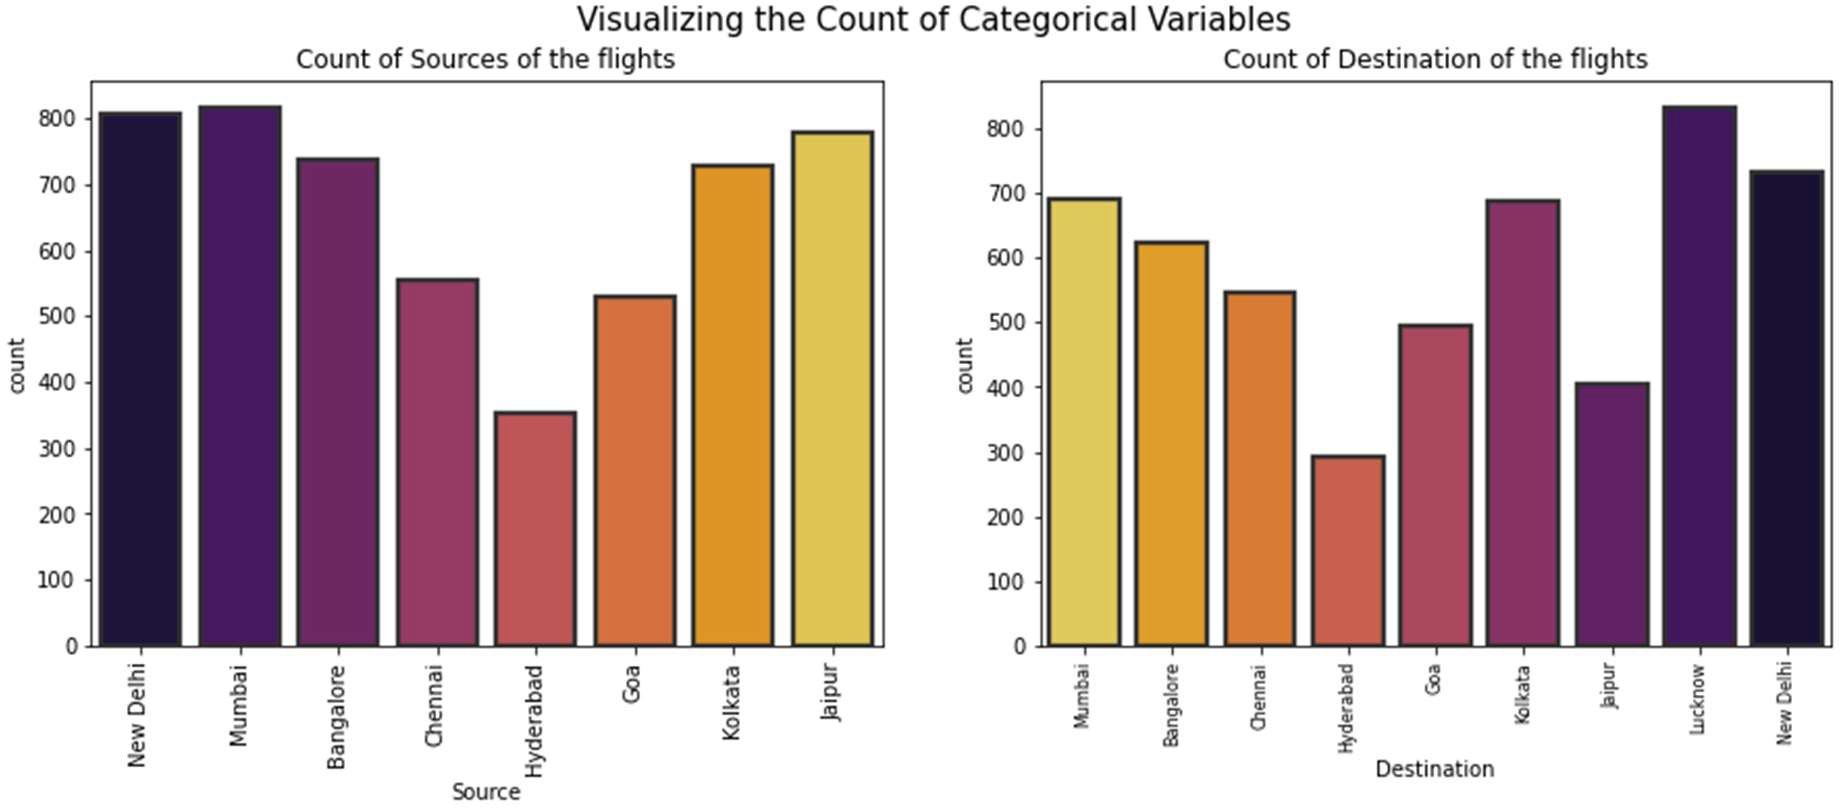 Visualizing the Count of Categorical Variables
Count of Sources of the flights
count
800
700
600
500
400
300
200
100
0
New Delhi
Mumbai
Bangalore
Chennai
Hyderabad
Goa
Kolkata
Jaipur
Source
Count of Destination of the flights
count
800
700
600
500
400
300
200
100
0
Mumbai
Bangalore
Chennai
Hyderabad
Goa
Kolkata
Jaipur
Lucknow
New Delhi
Destination